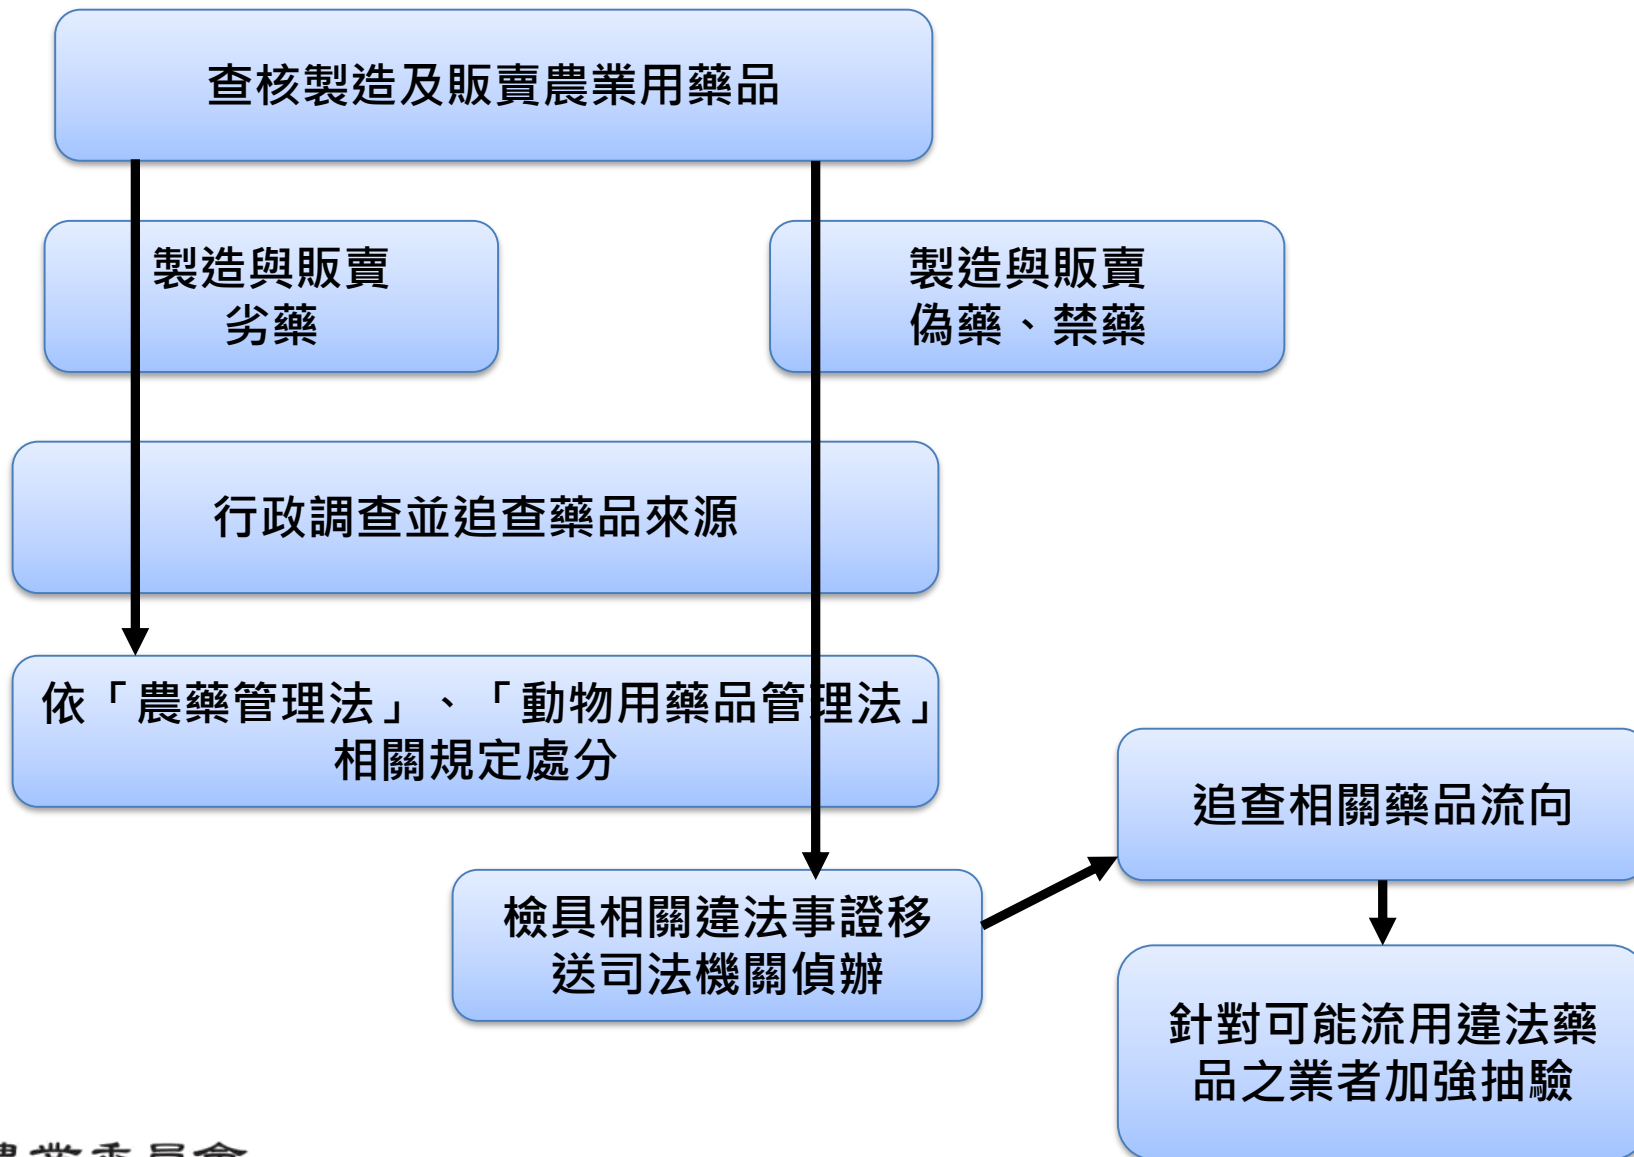 查核製造及販賣農業用藥品
製造與販賣
劣藥
製造與販賣
偽藥、禁藥
行政調查並追查藥品來源
依「農藥管理法」、「動物用藥品管理法」
相關規定處分
追查相關藥品流向
檢具相關違法事證移
送司法機關偵辦
針對可能流用違法藥
品之業者加強抽驗
農業委員會